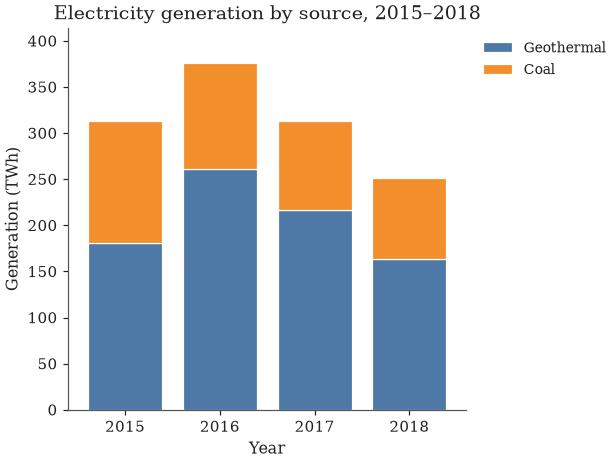 Electricity generation by source, 2015–2018
Geothermal
Coal
Generation (TWh)
400
350
300
250
200
150
100
50
0
2015 2016 2017 2018
Year